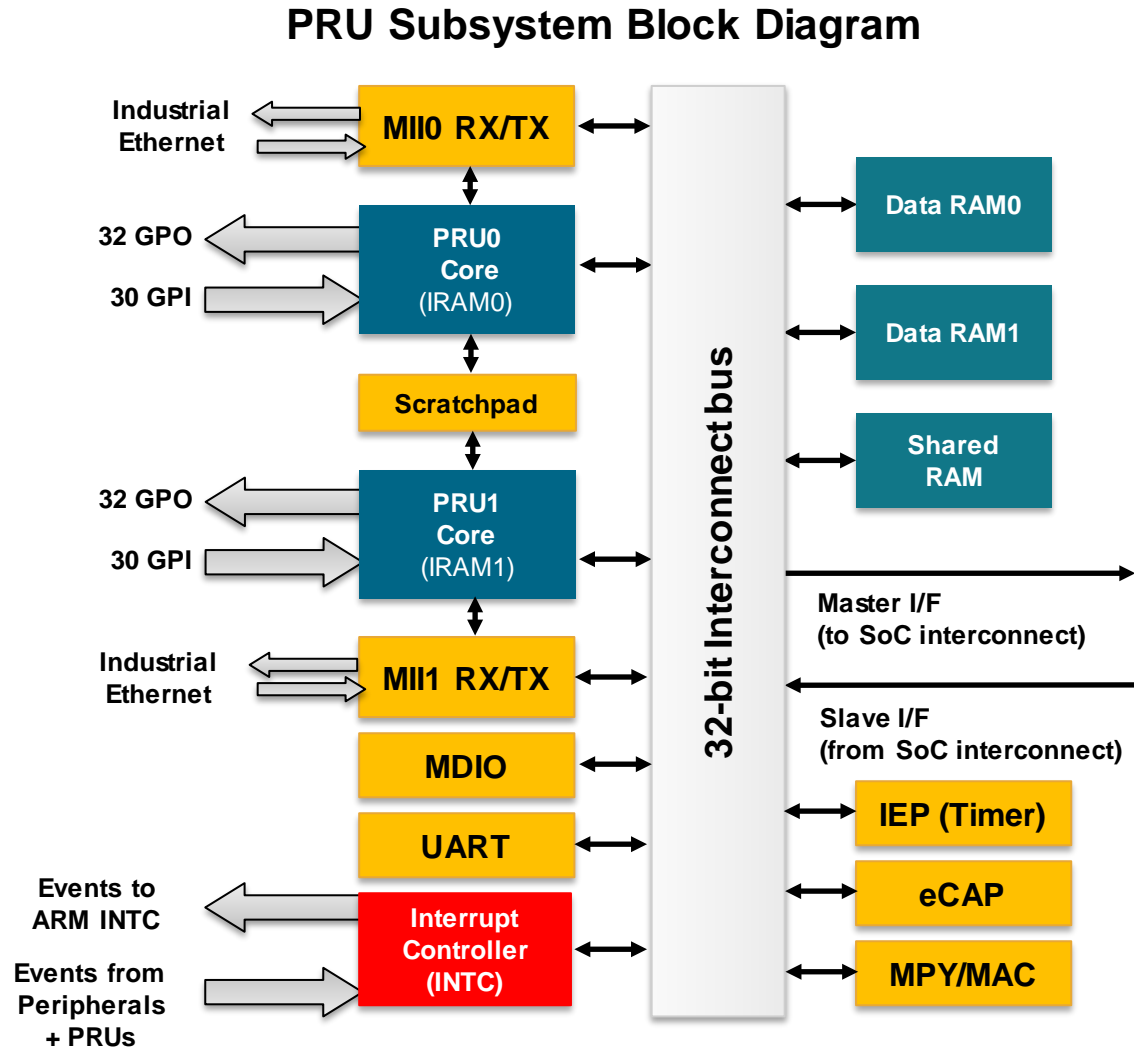 PRU Subsystem Block Diagram
Industrial
Ethernet
MII0 RX/TX
32 GPO
30 GPI
PRU0
Core
(IRAM0)
Scratchpad
32 GPO
30 GPI
PRU1
Core
(IRAM1)
Industrial
Ethernet
MII1 RX/TX
MDIO
UART
Events to
ARM INTC
Events from
Peripherals
+ PRUs
Interrupt
Controller
(INTC)
32-bit Interconnect bus
Data RAM0
Data RAM1
Shared
RAM
Master I/F
(to SoC interconnect)
Slave I/F
(from SoC interconnect)
IEP (Timer)
eCAP
MPY/MAC